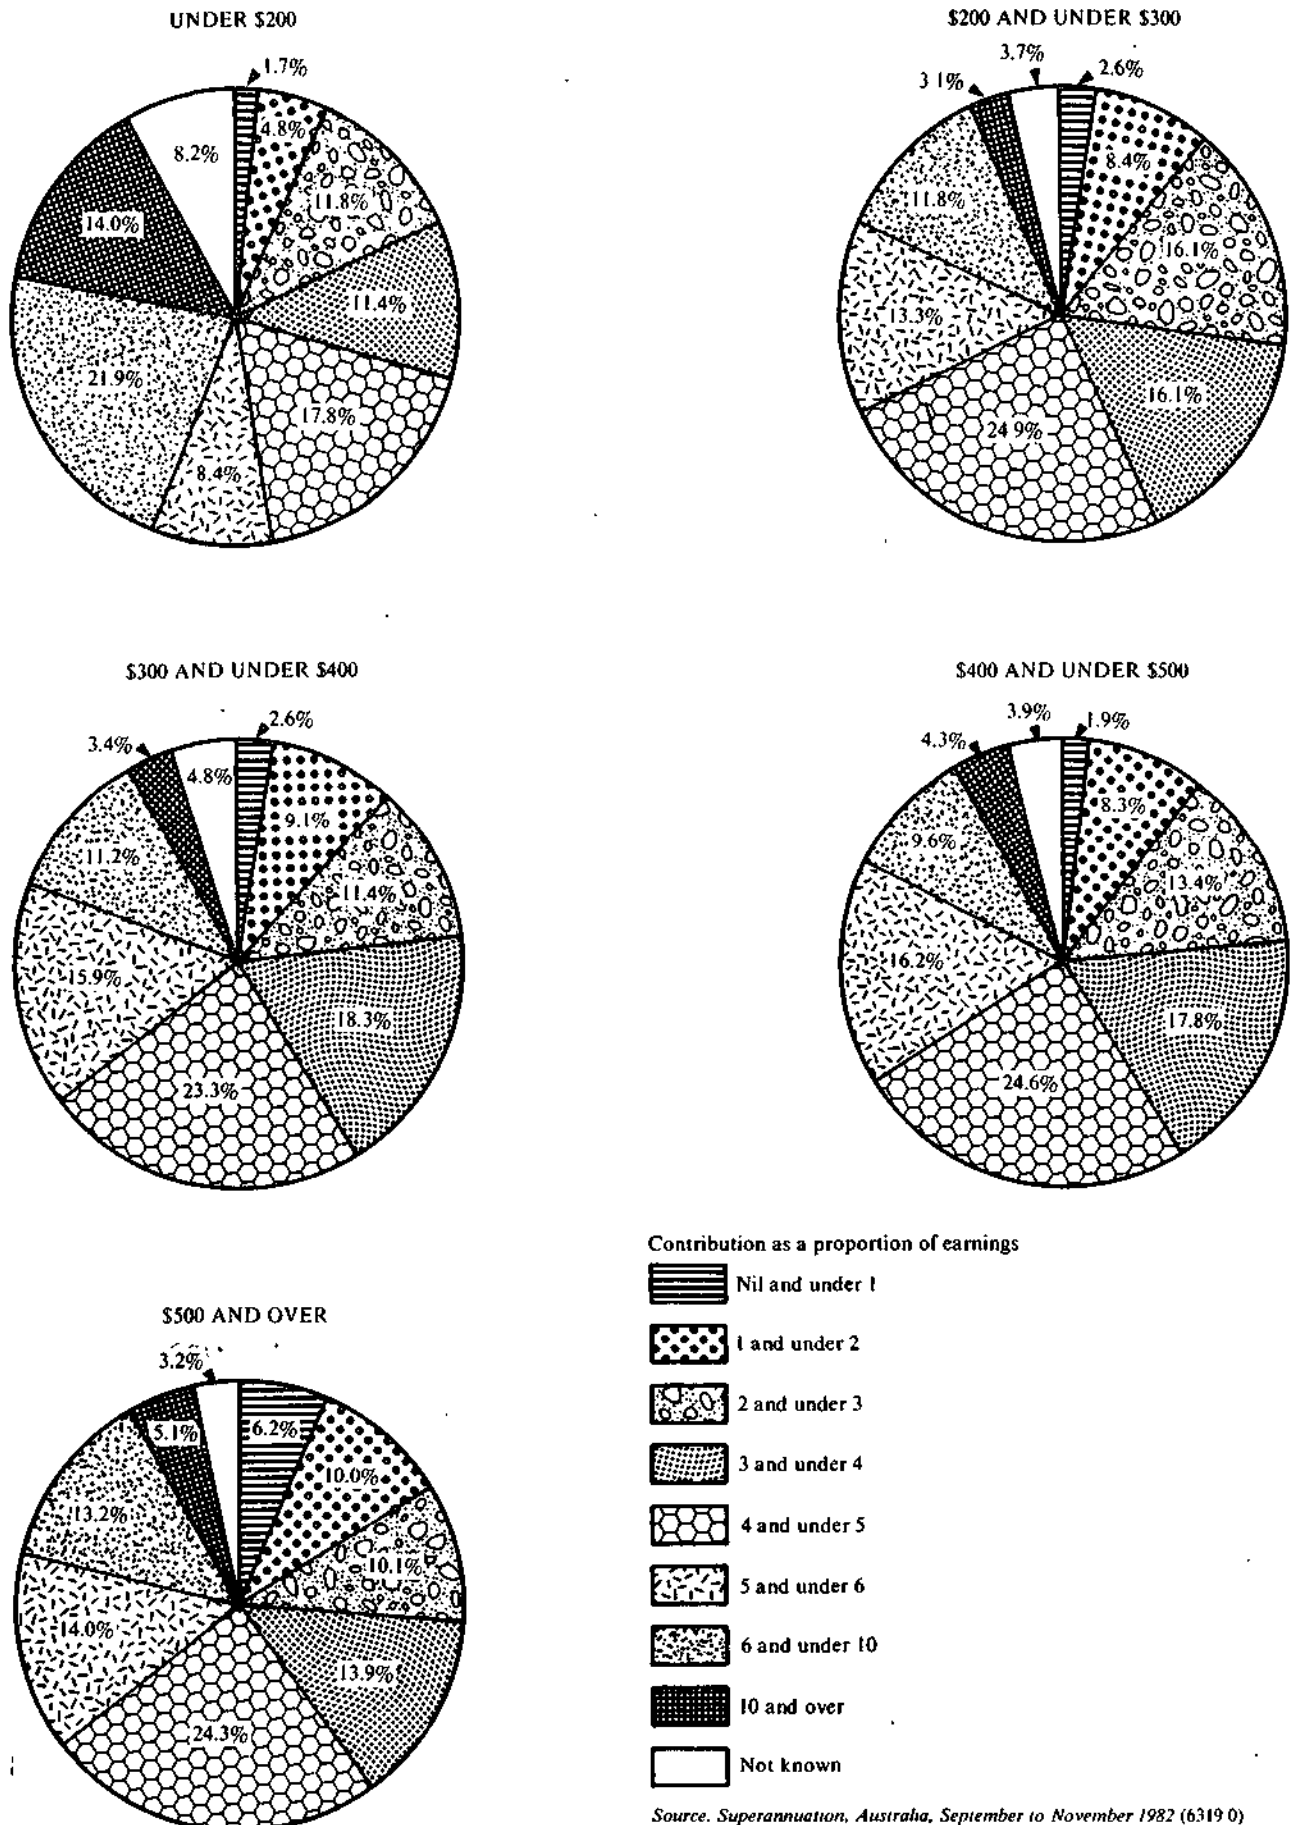 UNDER $200
1.7%
4.8%
11.8%
11.4%
17.8%
8.4%
21.9%
14.0%
8.2%
$200 AND UNDER $300
2.6%
8.4%
16.1%
16.1%
24 9%
13.3%
11.8%
3 1%
3.7%
$300 AND UNDER $400
2.6%
9.1%
11.4%
18.3%
23.3%
15.9%
11.2%
3.4%
4.8%
$400 AND UNDER $500
1.9%
8.3%
13.4%
17.8%
24.6%
16.2%
9.6%
4.3%
3.9%
$500 AND OVER
6.2%
10.0%
10.1%
13.9%
24.3%
14.0%
13.2%
5.1%
3.2%
Contribution as a proportion of earnings
Nil and under 1
1 and under 2
2 and under 3
3 and under 4
4 and under 5
5 and under 6
6 and under 10
10 and over
Not known
Source. Superannuation, Australia, September to November 1982 (6319 0)